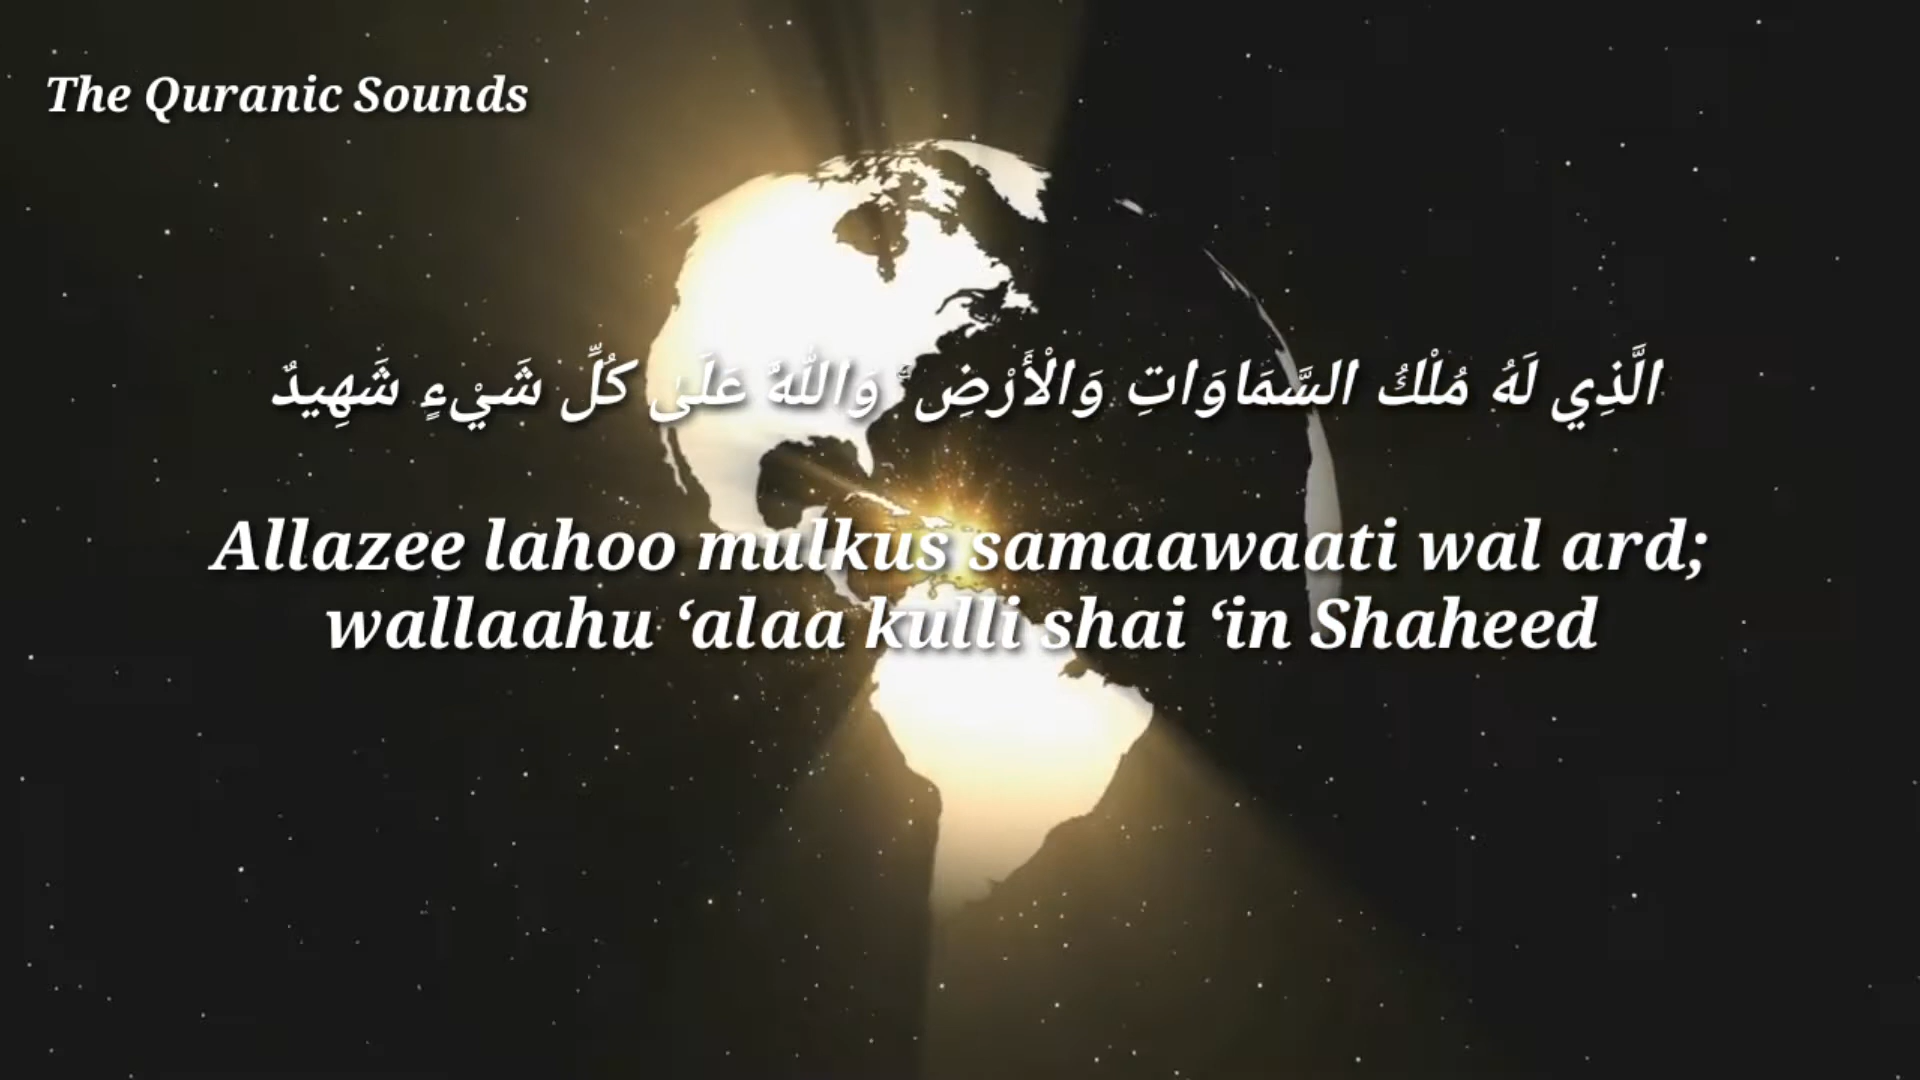 The Quranic Sounds
الَّذِي لَهُ مُلْكُ السَّمَاوَاتِ وَالْأَرْضِ ۚ وَاللَّهُ عَلَىٰ كُلِّ شَيْءٍ شَهِيدٌ
Allazee lahoo mulkus samaawaati wal ard;
wallaahu ‘alaa kulli shai ‘in Shaheed